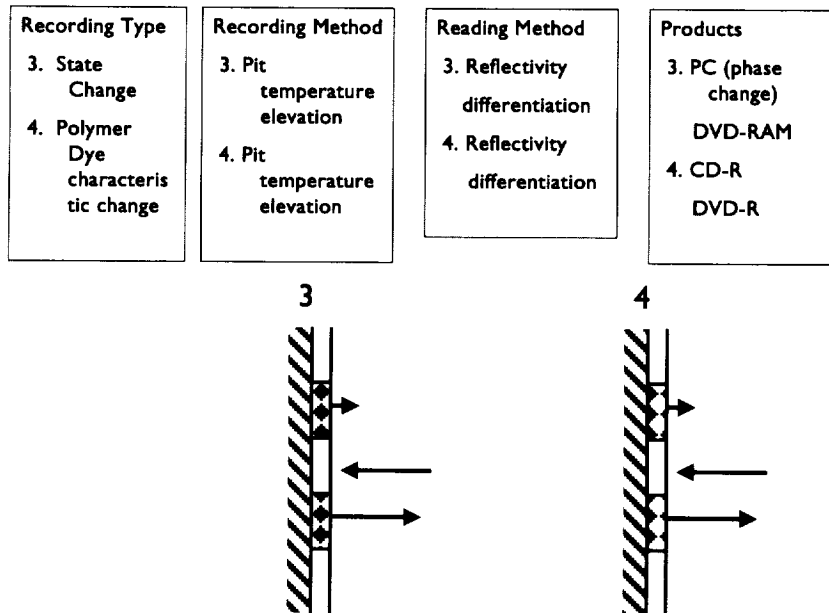 Recording Type
3. State
Change
4. Polymer
Dye
characteris
tic change
Recording Method
3. Pit
temperature
elevation
4. Pit
temperature
elevation
Reading Method
3. Reflectivity
differentiation
4. Reflectivity
differentiation
Products
3. PC (phase
change)
DVD-RAM
4. CD-R
DVD-R
3
4